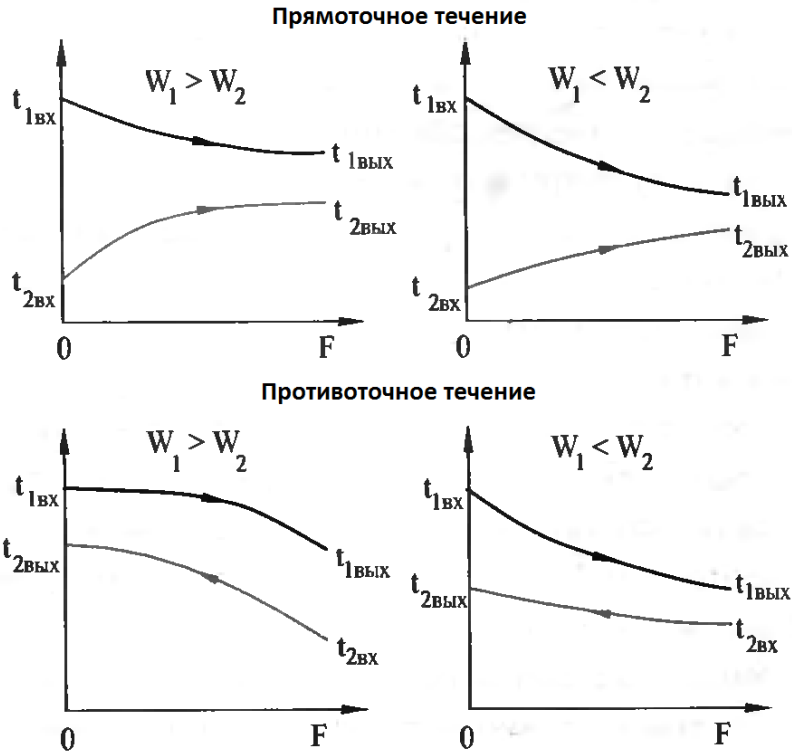 Прямоточное течение
W1 > W2
W1 < W2
t1вх
t1вх
t1вых
t1вых
t2вых
t2вых
t2вх
t2вх
0
F
0
F
Противоточное течение
W1 > W2
W1 < W2
t1вх
t1вх
t2вых
t1вых
t2вых
t1вых
t2вх
t2вх
0
F
0
F